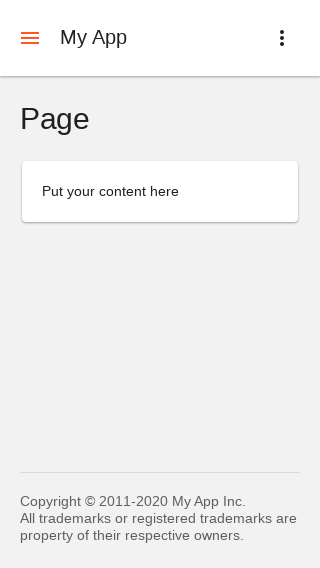 My App
Page
Put your content here
Copyright © 2011-2020 My App Inc.
All trademarks or registered trademarks are
property of their respective owners.